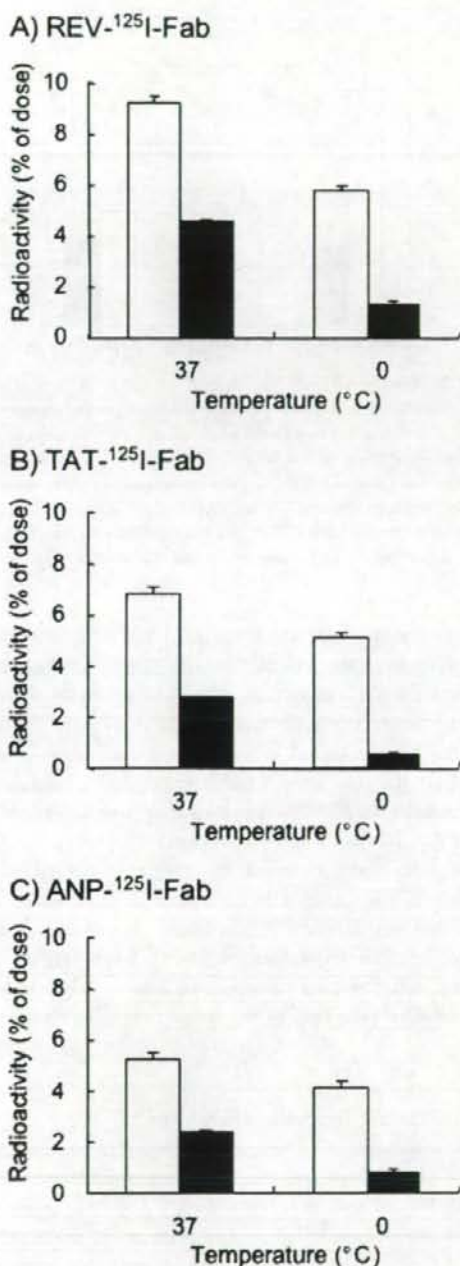 A) REV-¹²⁵I-Fab
Radioactivity (% of dose)
10
8
6
4
2
0
37
0
Temperature (°C)
B) TAT-¹²⁵I-Fab
Radioactivity (% of dose)
10
8
6
4
2
0
37
0
Temperature (°C)
C) ANP-¹²⁵I-Fab
Radioactivity (% of dose)
10
8
6
4
2
0
37
0
Temperature (°C)